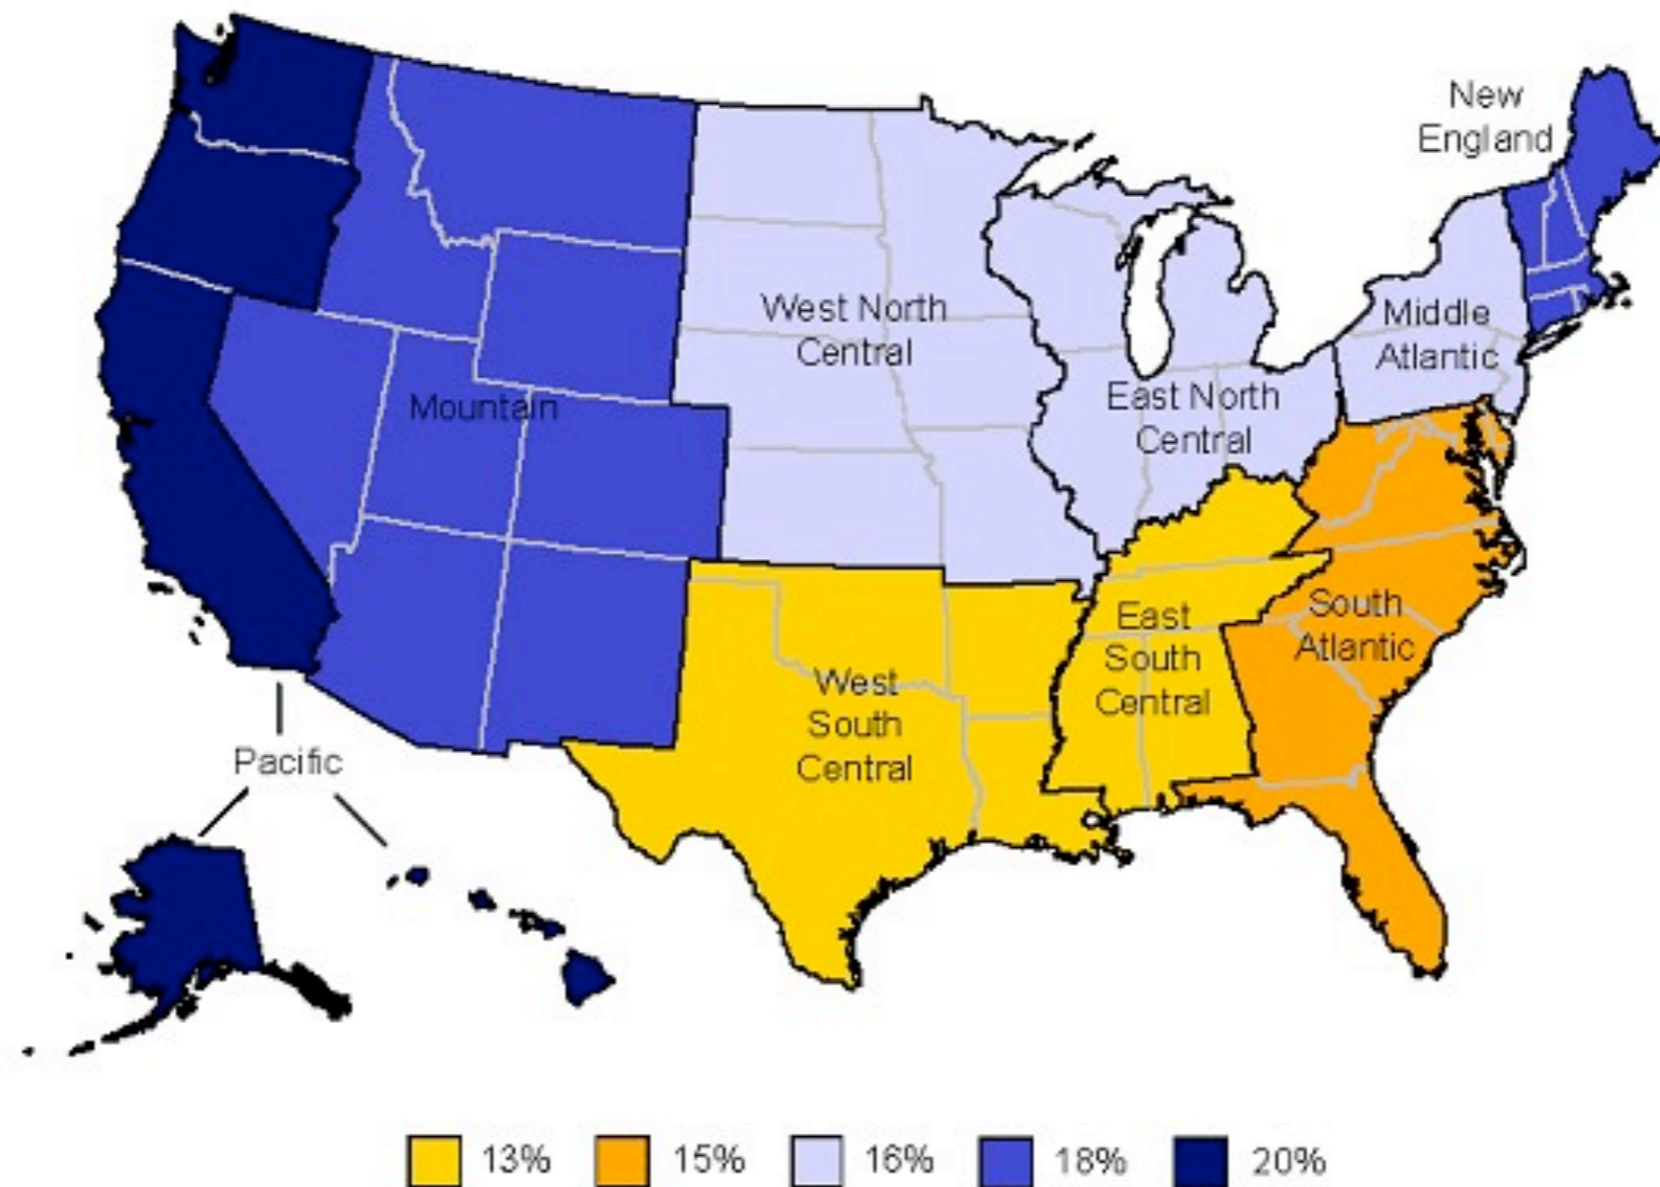 New
England
West North
Central
Middle
Atlantic
Mountain
East North
Central
East
South
Central
South
Atlantic
West
South
Central
Pacific
13%
15%
16%
18%
20%